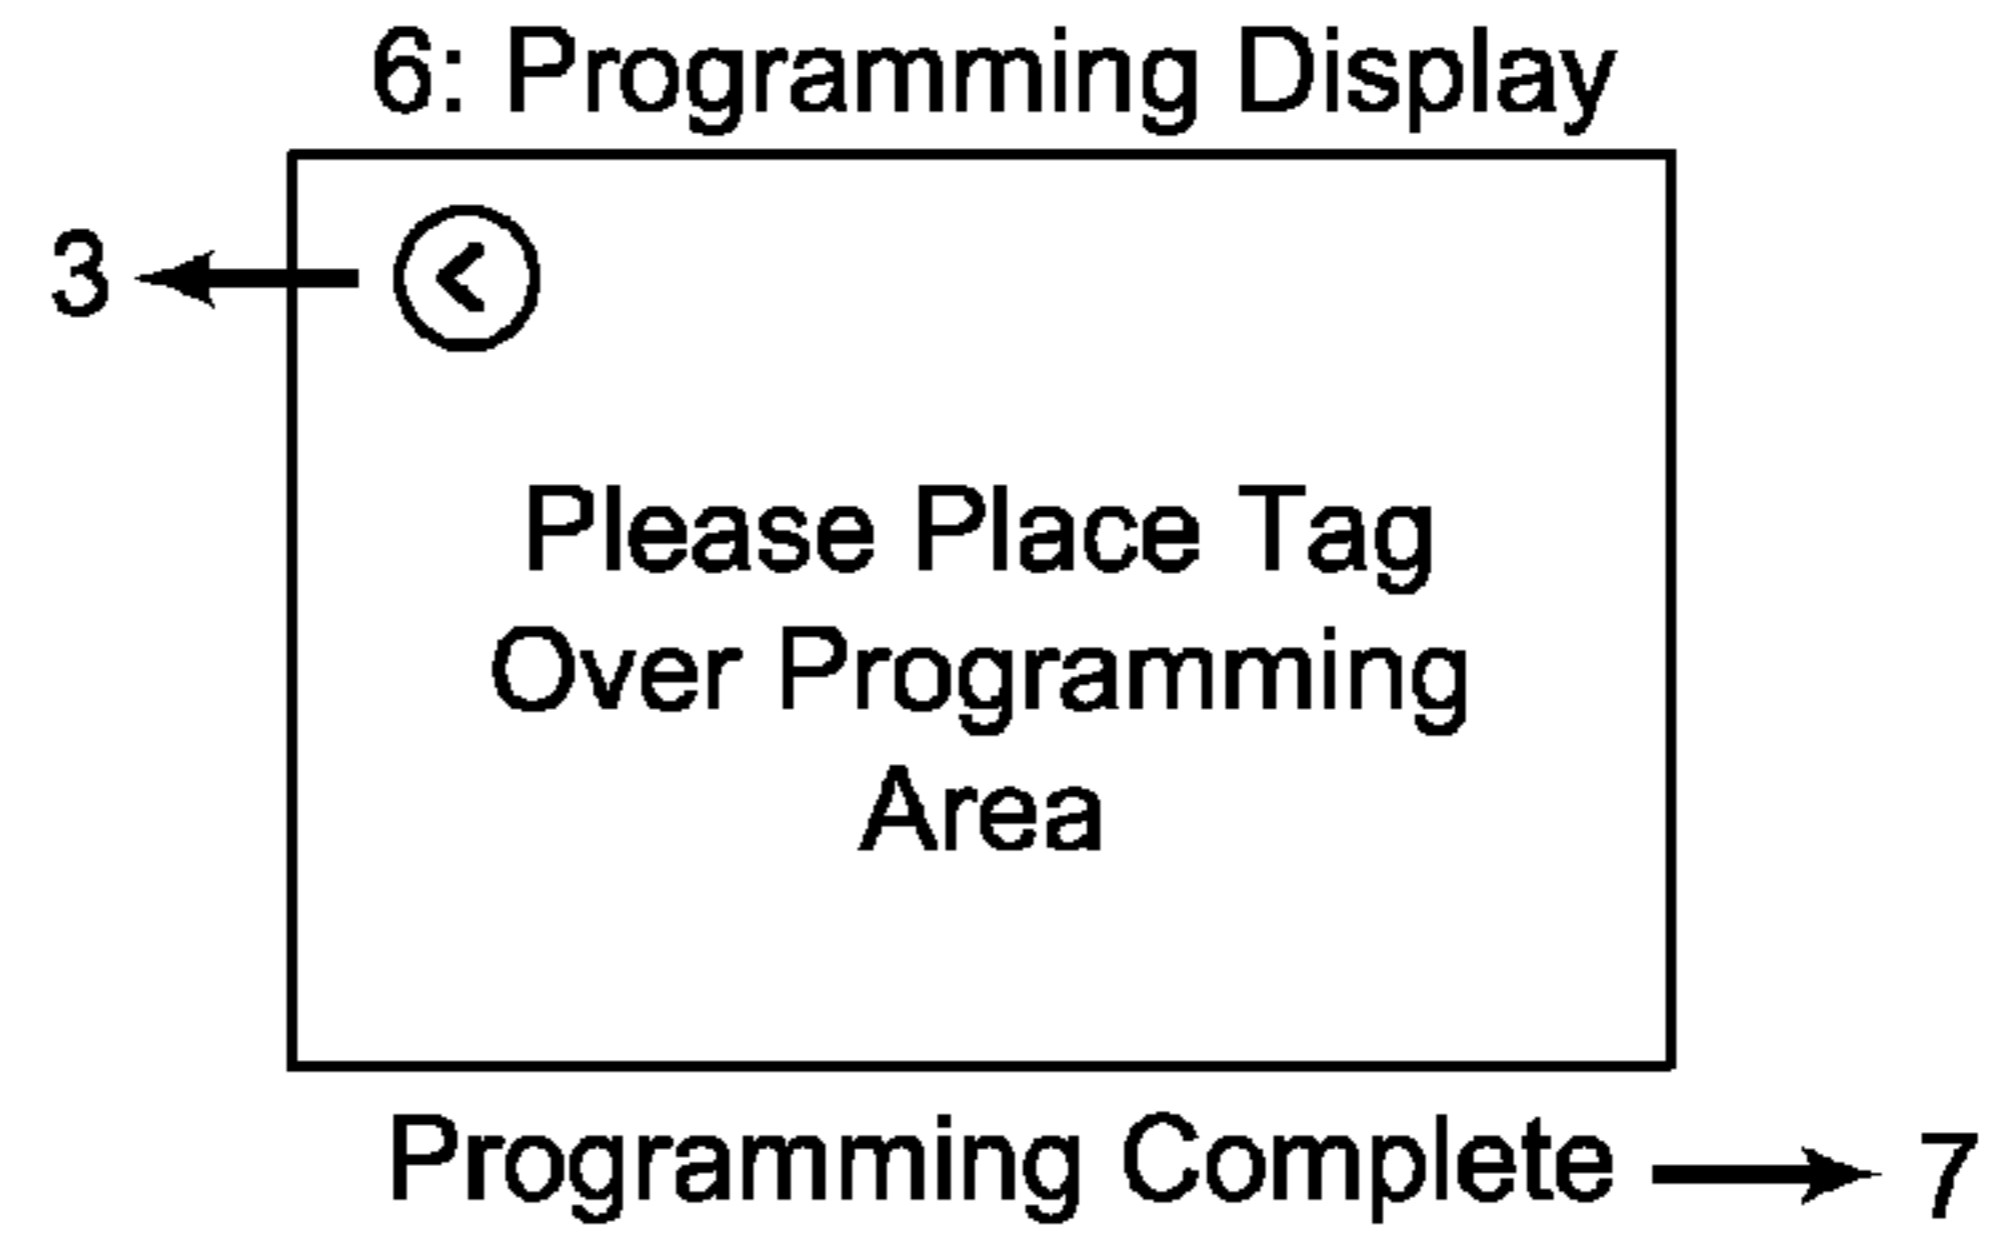 6: Programming Display
3
Please Place Tag
Over Programming
Area
Programming Complete
7